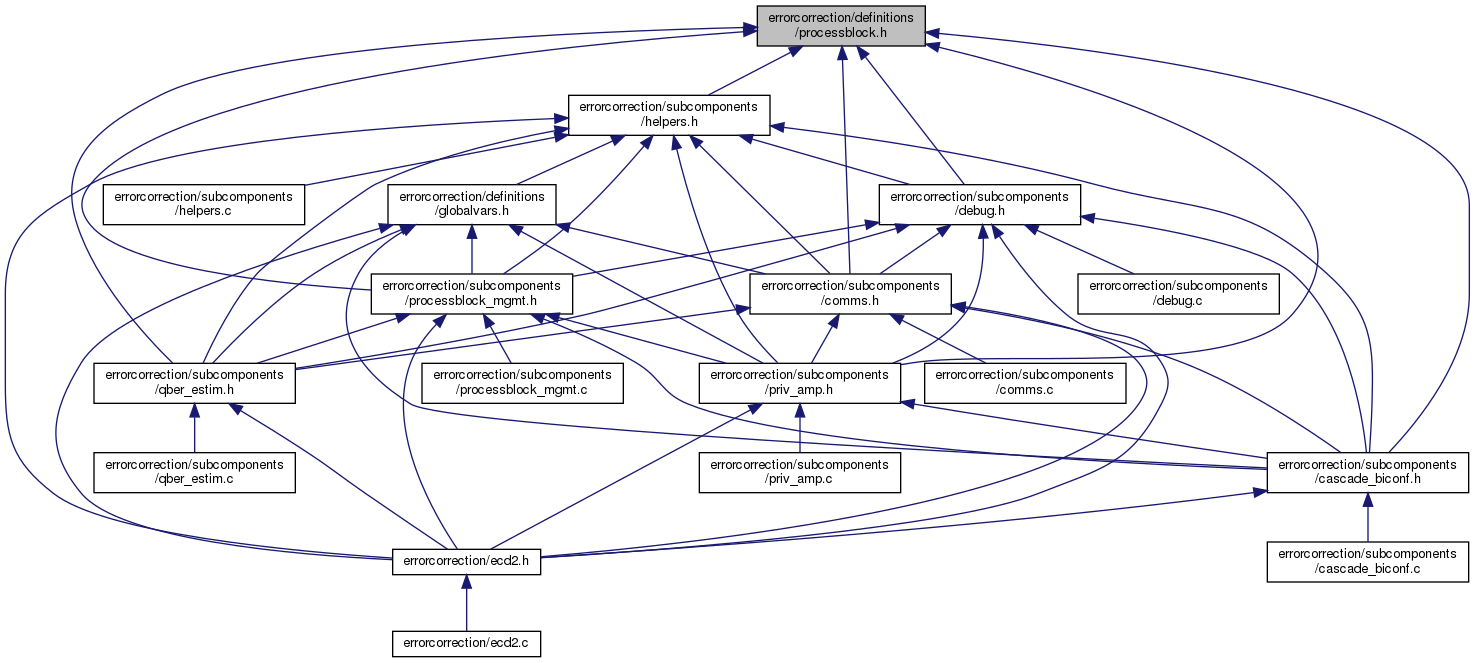 errorcorrection/definitions
/processblock.h
errorcorrection/subcomponents
/helpers.h
errorcorrection/subcomponents
/helpers.c
errorcorrection/definitions
/globalvars.h
errorcorrection/subcomponents
/debug.h
errorcorrection/subcomponents
/processblock_mgmt.h
errorcorrection/subcomponents
/comms.h
errorcorrection/subcomponents
/debug.c
errorcorrection/subcomponents
/qber_estim.h
errorcorrection/subcomponents
/processblock_mgmt.c
errorcorrection/subcomponents
/priv_amp.h
errorcorrection/subcomponents
/comms.c
errorcorrection/subcomponents
/qber_estim.c
errorcorrection/subcomponents
/priv_amp.c
errorcorrection/subcomponents
/cascade_biconf.h
errorcorrection/ecd2.h
errorcorrection/subcomponents
/cascade_biconf.c
errorcorrection/ecd2.c